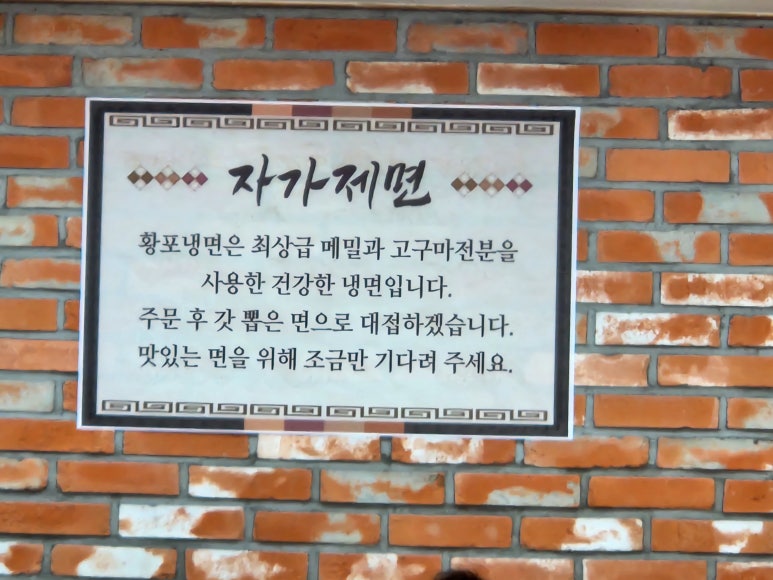 자가제면
황포냉면은 최상급 메밀과 고구마전분을
사용한 건강한 냉면입니다.
주문 후 갓 뽑은 면으로 대접하겠습니다.
맛있는 면을 위해 조금만 기다려 주세요.